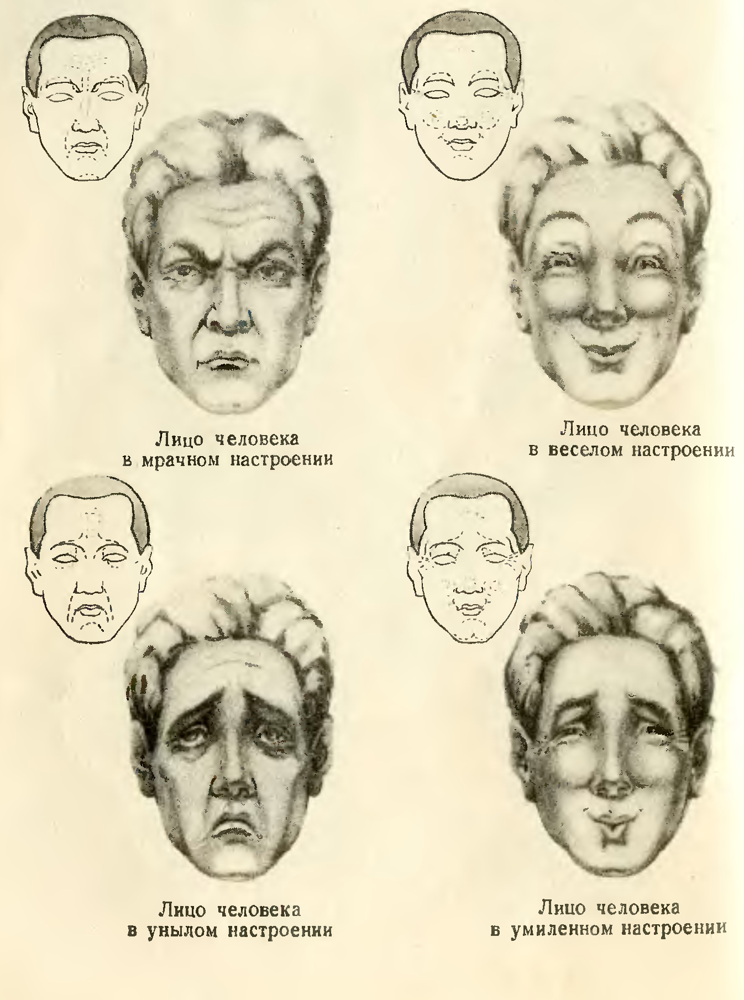 Лицо человека
в мрачном настроении
Лицо человека
в веселом настроении
Лицо человека
в унылом настроении
Лицо человека
в умиленном настроении